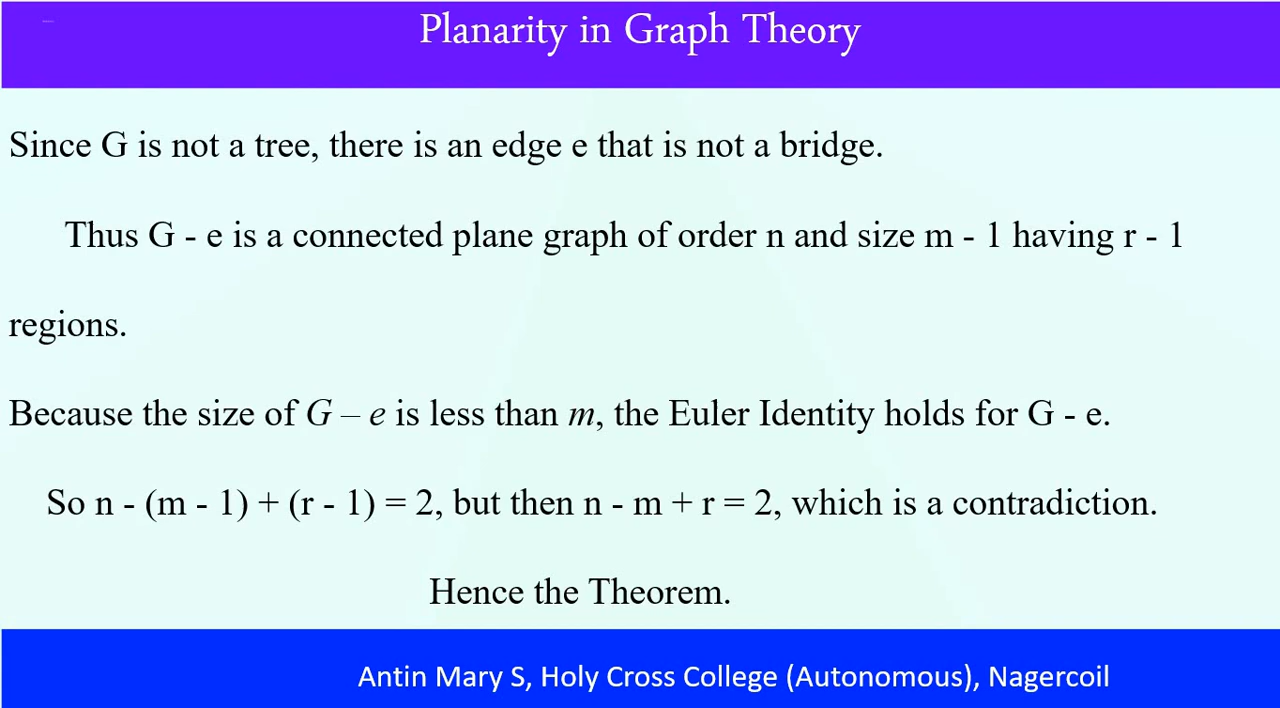 Planarity in Graph Theory
Since G is not a tree, there is an edge e that is not a bridge.
Thus G - e is a connected plane graph of order n and size m - 1 having r - 1
regions.
Because the size of G – e is less than m, the Euler Identity holds for G - e.
So n - (m - 1) + (r - 1) = 2, but then n - m + r = 2, which is a contradiction.
Hence the Theorem.
Antin Mary S, Holy Cross College (Autonomous), Nagercoil